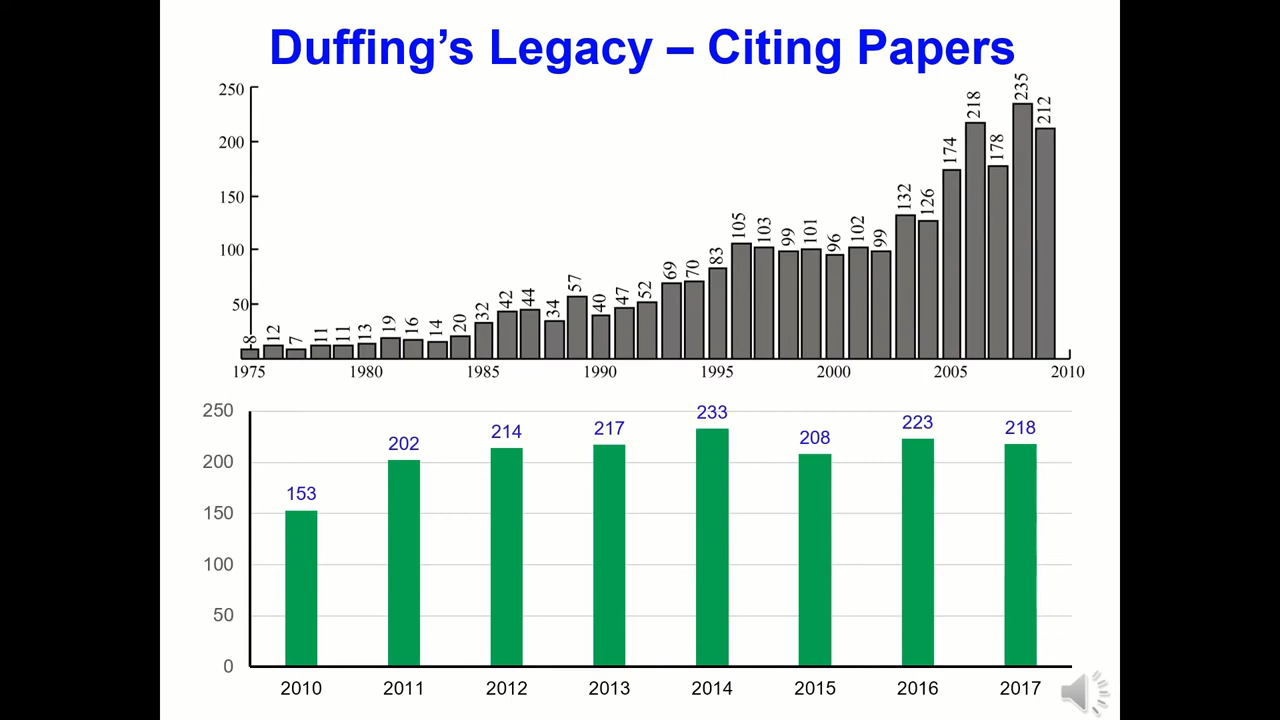 Duffing's Legacy – Citing Papers
250
200
150
100
50
8 12 7 11 11 13 19 16 14 20 32 42 44 34 57 40 47 52 69 70 83 105 103 99 101 96 102 99 132 126 174 218 178 235 212
1975 1980 1985 1990 1995 2000 2005 2010
250
200
150
100
50
0
153 202 214 217 233 208 223 218
2010 2011 2012 2013 2014 2015 2016 2017